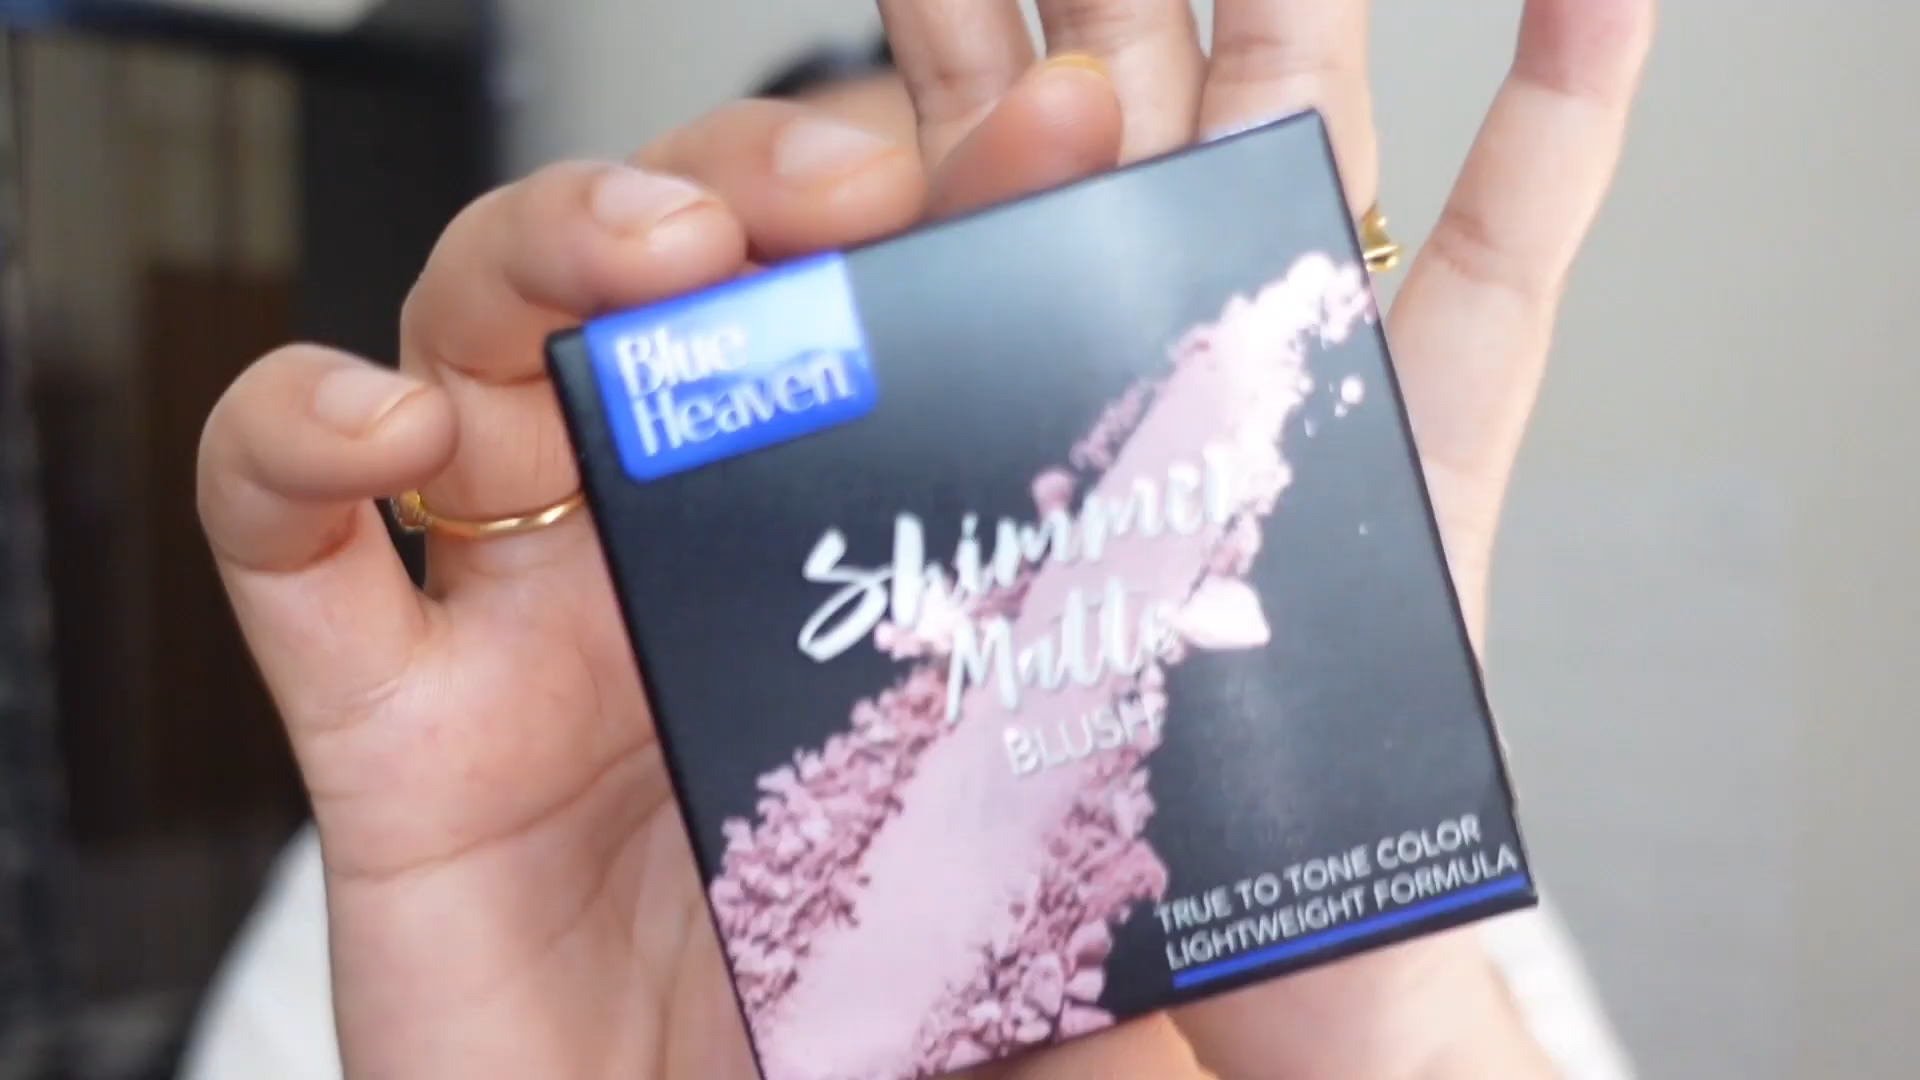 Blue
Heaven
Shimmer
Matte
BLUSH
TRUE TO TONE COLOR
LIGHTWEIGHT FORMULA